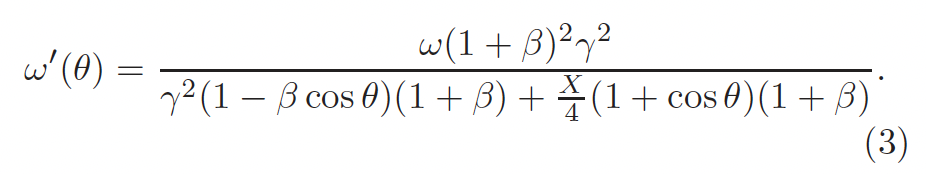 ω′(θ) = ω(1 + β)²γ² / γ²(1 − β cos θ)(1 + β) + X/4 (1 + cos θ)(1 + β) .
(3)